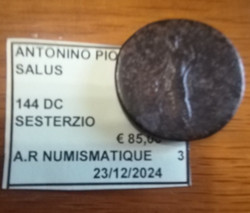 ANTONINO PIO
SALUS
144 DC
SESTERZIO
€ 85,00
A.R NUMISMATIQUE 3
23/12/2024